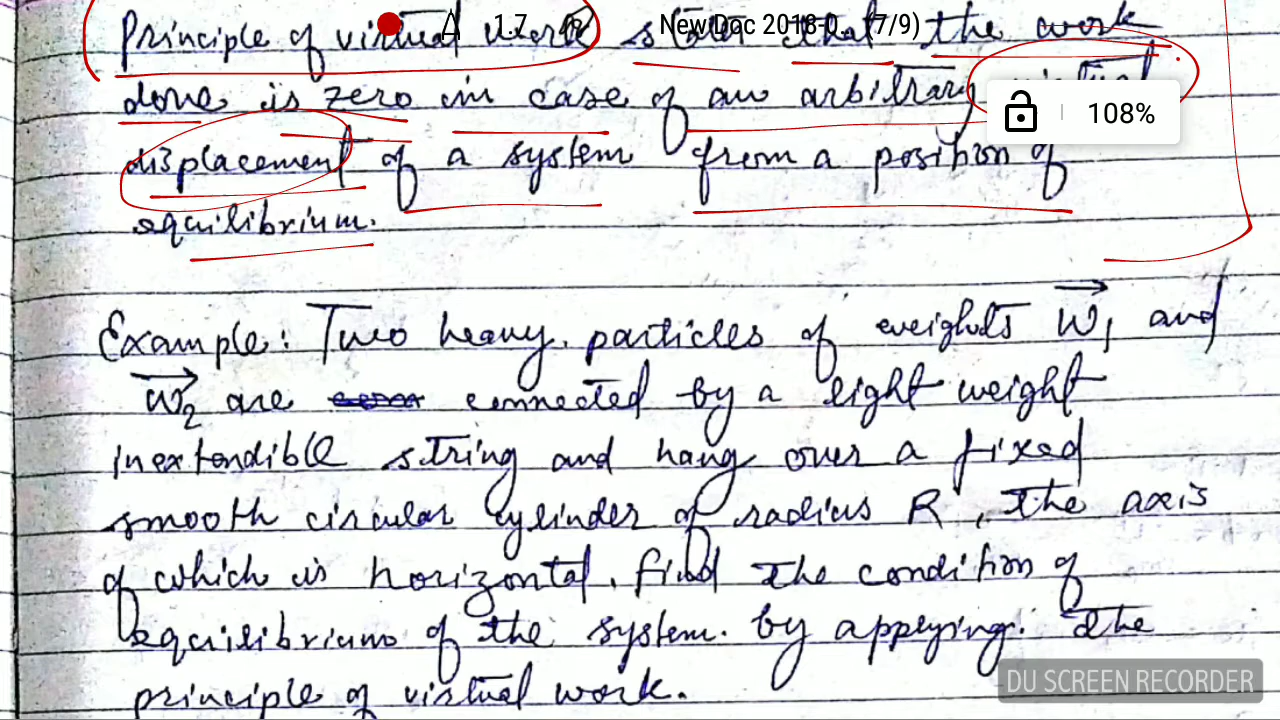 A 1.7 New Doc 2018-0 (7/9)
Principle of virtual work states that the work
done is zero in case of an arbitrary virtual
108%
displacement of a system from a position of
equilibrium.
Example: Two heavy particles of weights W1 and
W2 are connected by a light weight
inextendible string and hang over a fixed
smooth circular cylinder of radius R, the axis
of which is horizontal. Find the condition of
equilibrium of the system. by applying. the
principle of virtual work.
DU SCREEN RECORDER